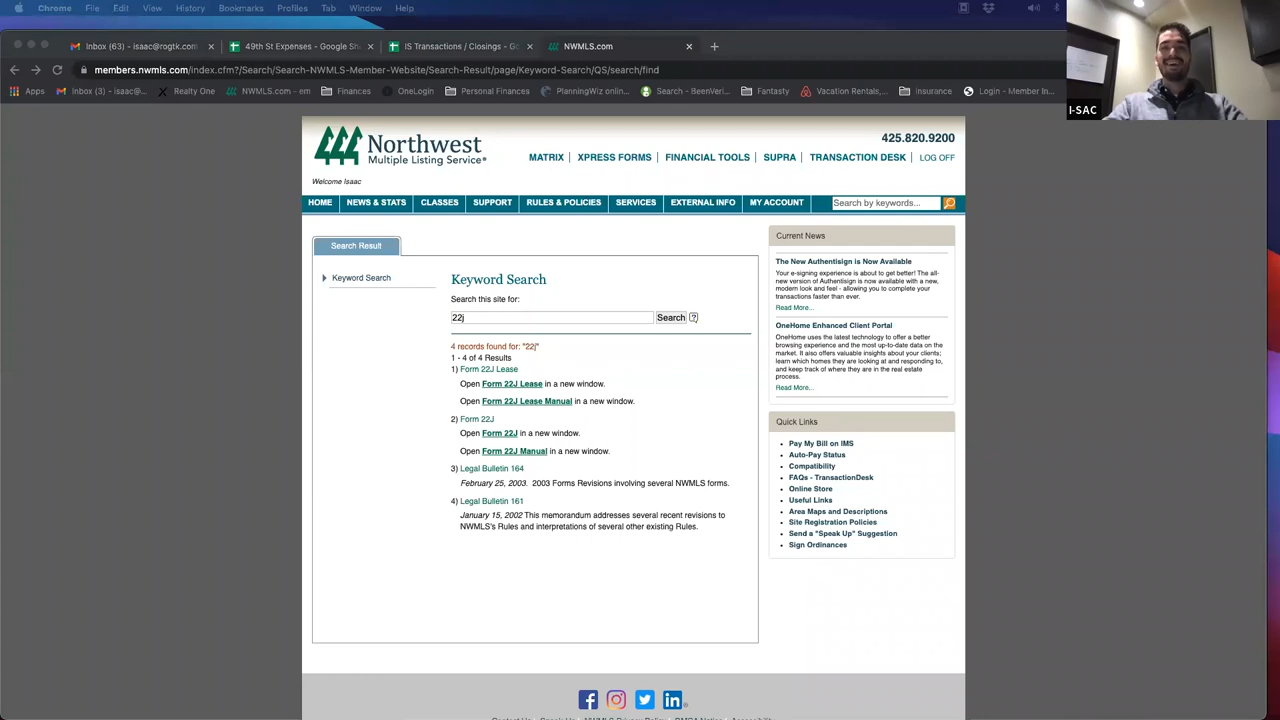 File Edit View History Bookmarks
Inbox (63) - isaac@rogtk.com × 49th St Expenses - Google She × IS Transactions / Closings - Go × NWMLS.com × +
members.nwmls.com/index.cfm?/Search/Search-NWMLS-Member-Website/Search-Result/page/Keyword-Search/QS/search/find
Apps Inbox (3) - isaac@... Realty One NWMLS.com - em Finances OneLogin Personal Finances PlanningWiz onlin... Search - BeenVeri... Fantasy Vacation Rentals,... Insurance Login - Member In...
I-SAC
Northwest
Multiple Listing Service®
425.820.9200
MATRIX | XPRESS FORMS | FINANCIAL TOOLS | SUPRA | TRANSACTION DESK | LOG OFF
Welcome Isaac
HOME NEWS & STATS CLASSES SUPPORT RULES & POLICIES SERVICES EXTERNAL INFO MY ACCOUNT Search by keywords...
Search Result
Keyword Search
Keyword Search
Search this site for:
22j Search ?
4 records found for: "22j"
1 - 4 of 4 Results
1) Form 22J Lease
Open Form 22J Lease in a new window.
Open Form 22J Lease Manual in a new window.
2) Form 22J
Open Form 22J in a new window.
Open Form 22J Manual in a new window.
3) Legal Bulletin 164
February 25, 2003. 2003 Forms Revisions involving several NWMLS forms.
4) Legal Bulletin 161
January 15, 2002 This memorandum addresses several recent revisions to
NWMLS's Rules and interpretations of several other existing Rules.
Current News
The New Authentisign is Now Available
Your e-signing experience is about to get better! The all-
new version of Authentisign is now available with a new,
modern look and feel - allowing you to complete your
transactions faster than ever.
Read More...
OneHome Enhanced Client Portal
OneHome uses the latest technology to offer a better
browsing experience and the most up-to-date data on the
market. It also offers valuable insights about your clients;
learn which homes they are looking at and responding to,
and keep track of where they are in the real estate
process.
Read More...
Quick Links
Pay My Bill on IMS
Auto-Pay Status
Compatibility
FAQs - TransactionDesk
Online Store
Useful Links
Area Maps and Descriptions
Site Registration Policies
Send a "Speak Up" Suggestion
Sign Ordinances